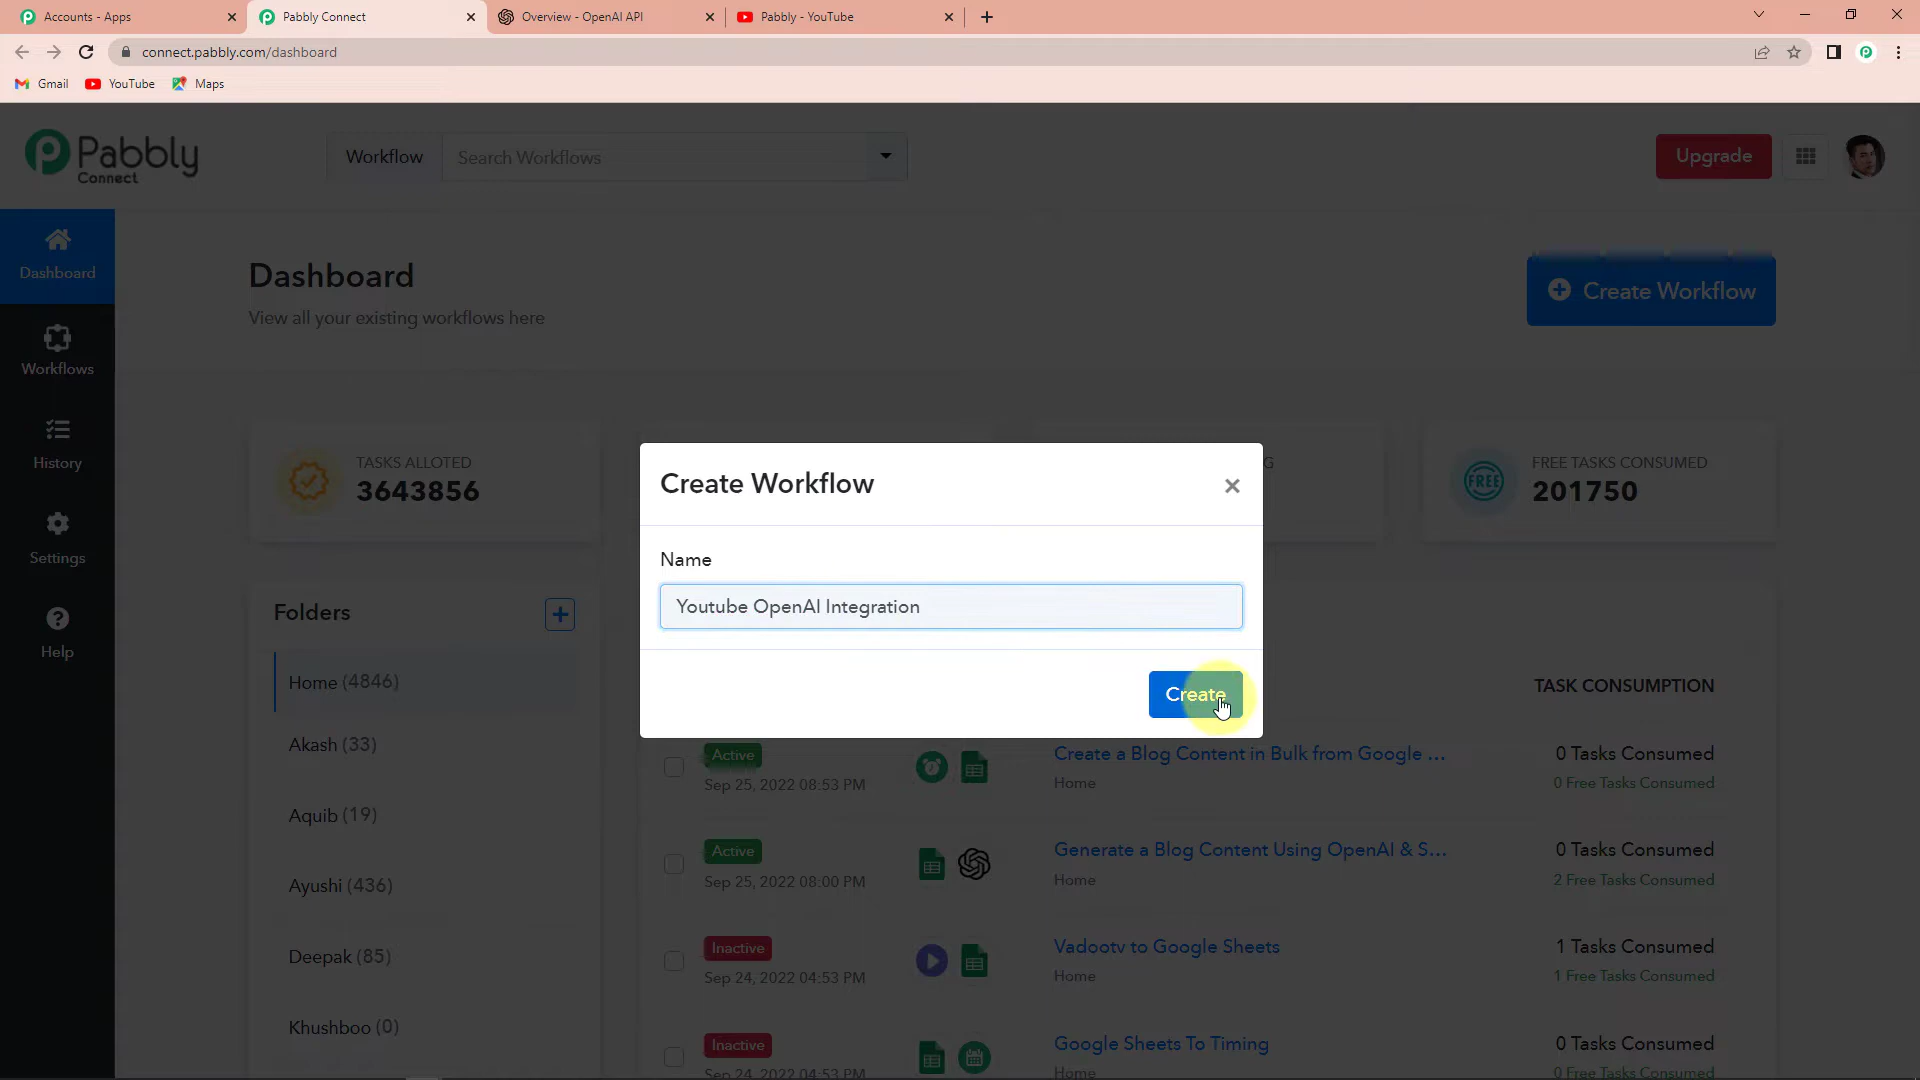 Accounts - Apps
Pabbly Connect
Overview - OpenAI API
Pabbly - YouTube
connect.pabbly.com/dashboard
Gmail
YouTube
Maps
Pabbly
Connect
Workflow
Search Workflows
Upgrade
Dashboard
Workflows
History
Settings
Help
Dashboard
View all your existing workflows here
Create Workflow
TASKS ALLOTED
3643856
G
FREE
FREE TASKS CONSUMED
201750
Create Workflow
Name
Youtube OpenAI Integration
Create
Folders
Home (4846)
Akash (33)
Aquib (19)
Ayushi (436)
Deepak (85)
Khushboo (0)
TASK CONSUMPTION
Active
Sep 25, 2022 08:53 PM
Create a Blog Content in Bulk from Google ...
Home
0 Tasks Consumed
0 Free Tasks Consumed
Active
Sep 25, 2022 08:00 PM
Generate a Blog Content Using OpenAI & S...
Home
0 Tasks Consumed
2 Free Tasks Consumed
Inactive
Sep 24, 2022 04:53 PM
Vadootv to Google Sheets
Home
1 Tasks Consumed
1 Free Tasks Consumed
Inactive
Sep 24, 2022 04:23 PM
Google Sheets To Timing
Home
0 Tasks Consumed
0 Free Tasks Consumed